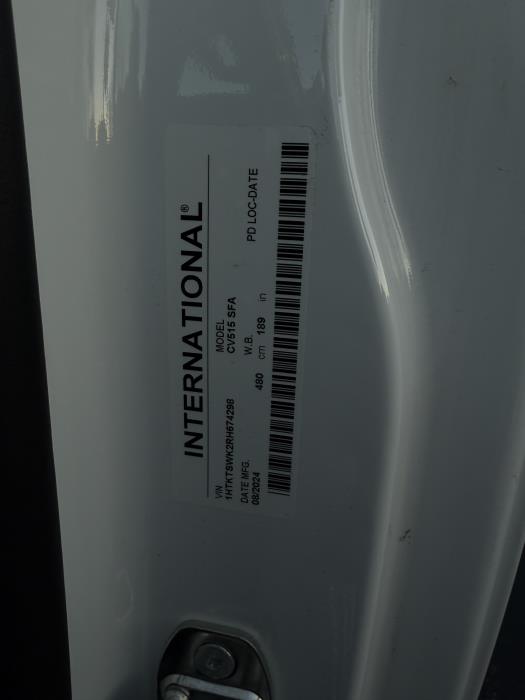 INTERNATIONAL®
VIN MODEL
1HTKTSWK2RH674298 CV515 SFA
DATE MFG. W.B. PD LOC-DATE
08/2024 480 cm 189 in